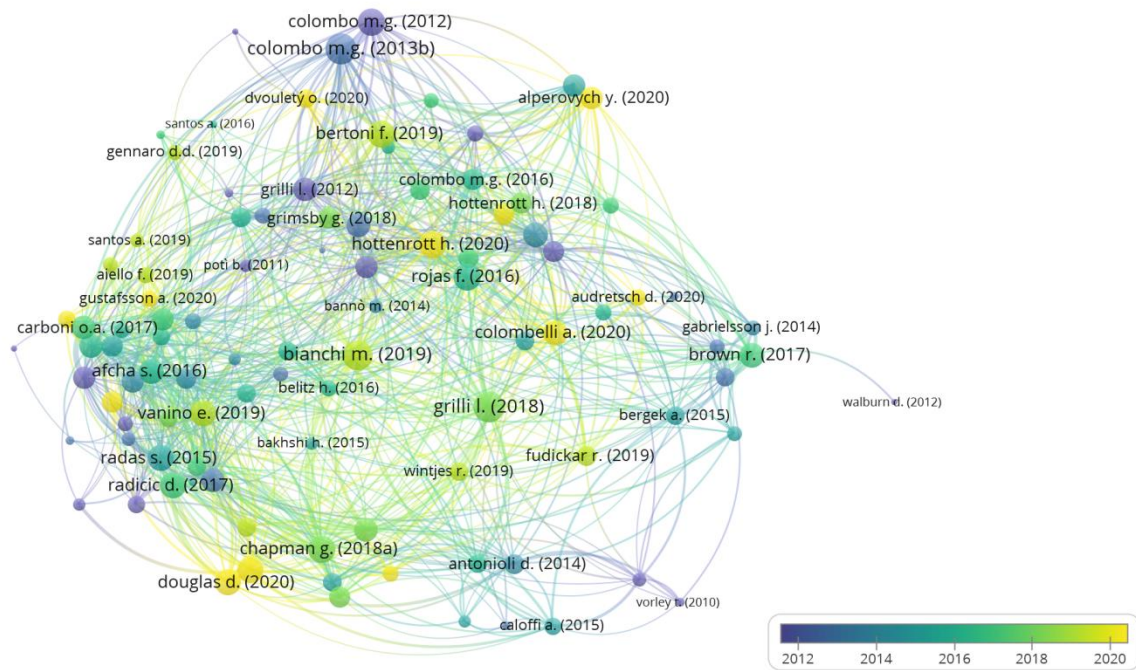 colombo m.g. (2012)
colombo m.g. (2013b)
dvouletý o. (2020)
alperovych y. (2020)
santos a. (2016)
bertoni f. (2019)
gennaro d.d. (2019)
colombo m.g. (2016)
grilli l. (2012)
hottenrott h. (2018)
grimsby g. (2018)
santos a. (2019)
hottenrott h. (2020)
potì b. (2011)
aiello f. (2019)
rojas f. (2016)
gustafsson a. (2020)
audretsch d. (2020)
bannò m. (2014)
carboni o.a. (2017)
colombelli a. (2020)
gabrielsson j. (2014)
bianchi m. (2019)
brown r. (2017)
afcha s. (2016)
belitz h. (2016)
walburn d. (2012)
grilli l. (2018)
vanino e. (2019)
bergek a. (2015)
bakhshi h. (2015)
radas s. (2015)
fudickar r. (2019)
wintjes r. (2019)
radicic d. (2017)
chapman g. (2018a)
antonioli d. (2014)
douglas d. (2020)
vorley t. (2010)
caloffi a. (2015)
2012 2014 2016 2018 2020